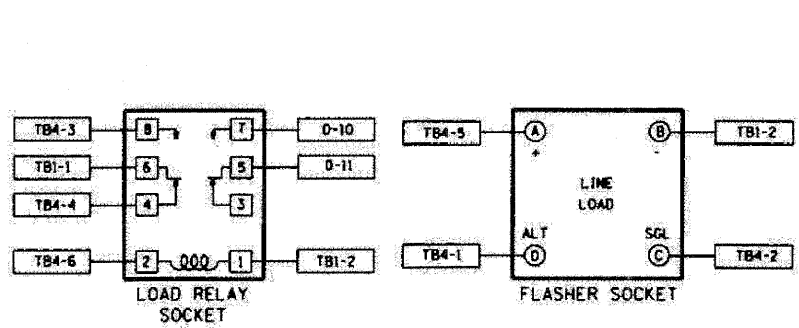 TB4-3 8 7 D-10
TB1-1 6 5 D-11
TB4-4 4 3
TB4-6 2 1 TB1-2
LOAD RELAY
SOCKET
TB4-5 A B TB1-2
+ -
LINE
LOAD
ALT SGL
TB4-1 D C TB4-2
FLASHER SOCKET